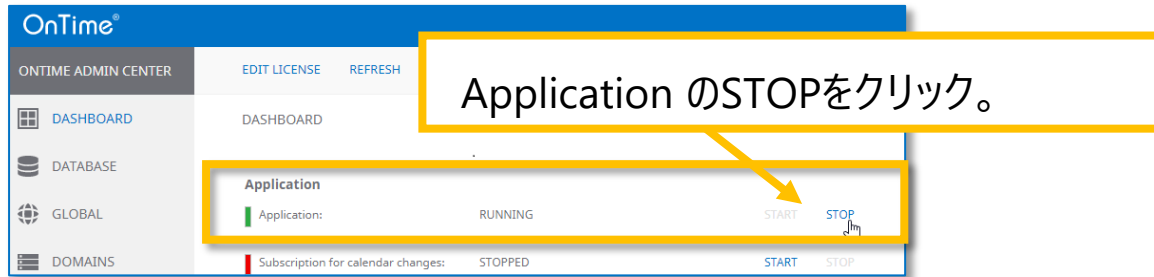 OnTime®
ONTIME ADMIN CENTER
EDIT LICENSE REFRESH
Application のSTOPをクリック。
DASHBOARD
DASHBOARD
DATABASE
Application
GLOBAL
Application: RUNNING START STOP
DOMAINS
Subscription for calendar changes: STOPPED START STOP